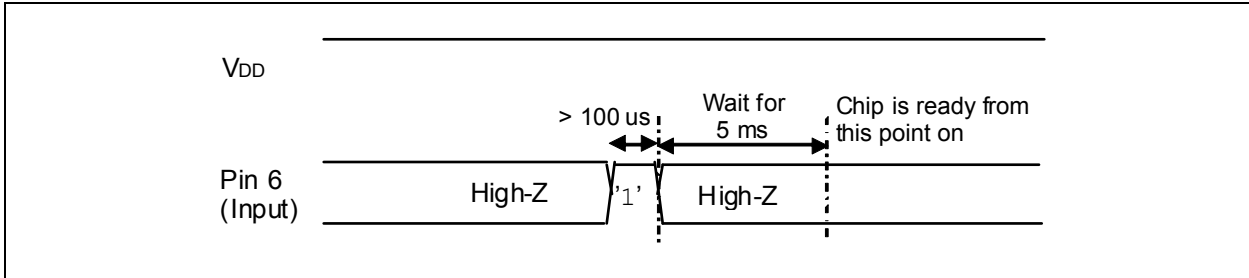 VDD
> 100 us
Wait for
5 ms
Chip is ready from
this point on
Pin 6
(Input)
High-Z
'1'
High-Z